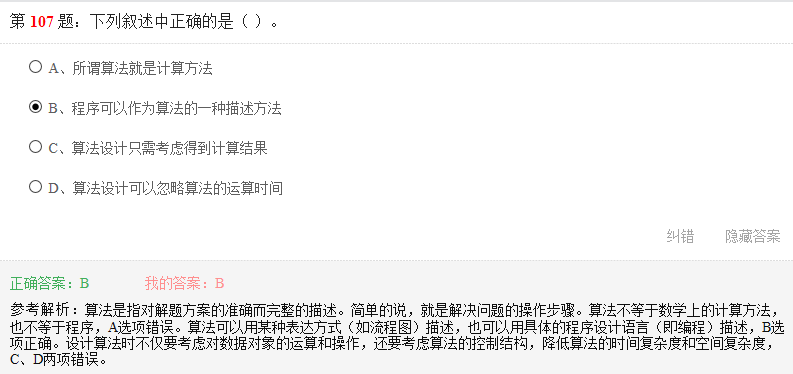 第 107 题：下列叙述中正确的是（ ）。
A、所谓算法就是计算方法
B、程序可以作为算法的一种描述方法
C、算法设计只需考虑得到计算结果
D、算法设计可以忽略算法的运算时间
纠错 隐藏答案
正确答案：B 我的答案：B
参考解析：算法是指对解题方案的准确而完整的描述。简单的说，就是解决问题的操作步骤。算法不等于数学上的计算方法，
也不等于程序，A选项错误。算法可以用某种表达方式（如流程图）描述，也可以用具体的程序设计语言（即编程）描述，B选
项正确。设计算法时不仅要考虑对数据对象的运算和操作，还要考虑算法的控制结构，降低算法的时间复杂度和空间复杂度，
C、D两项错误。